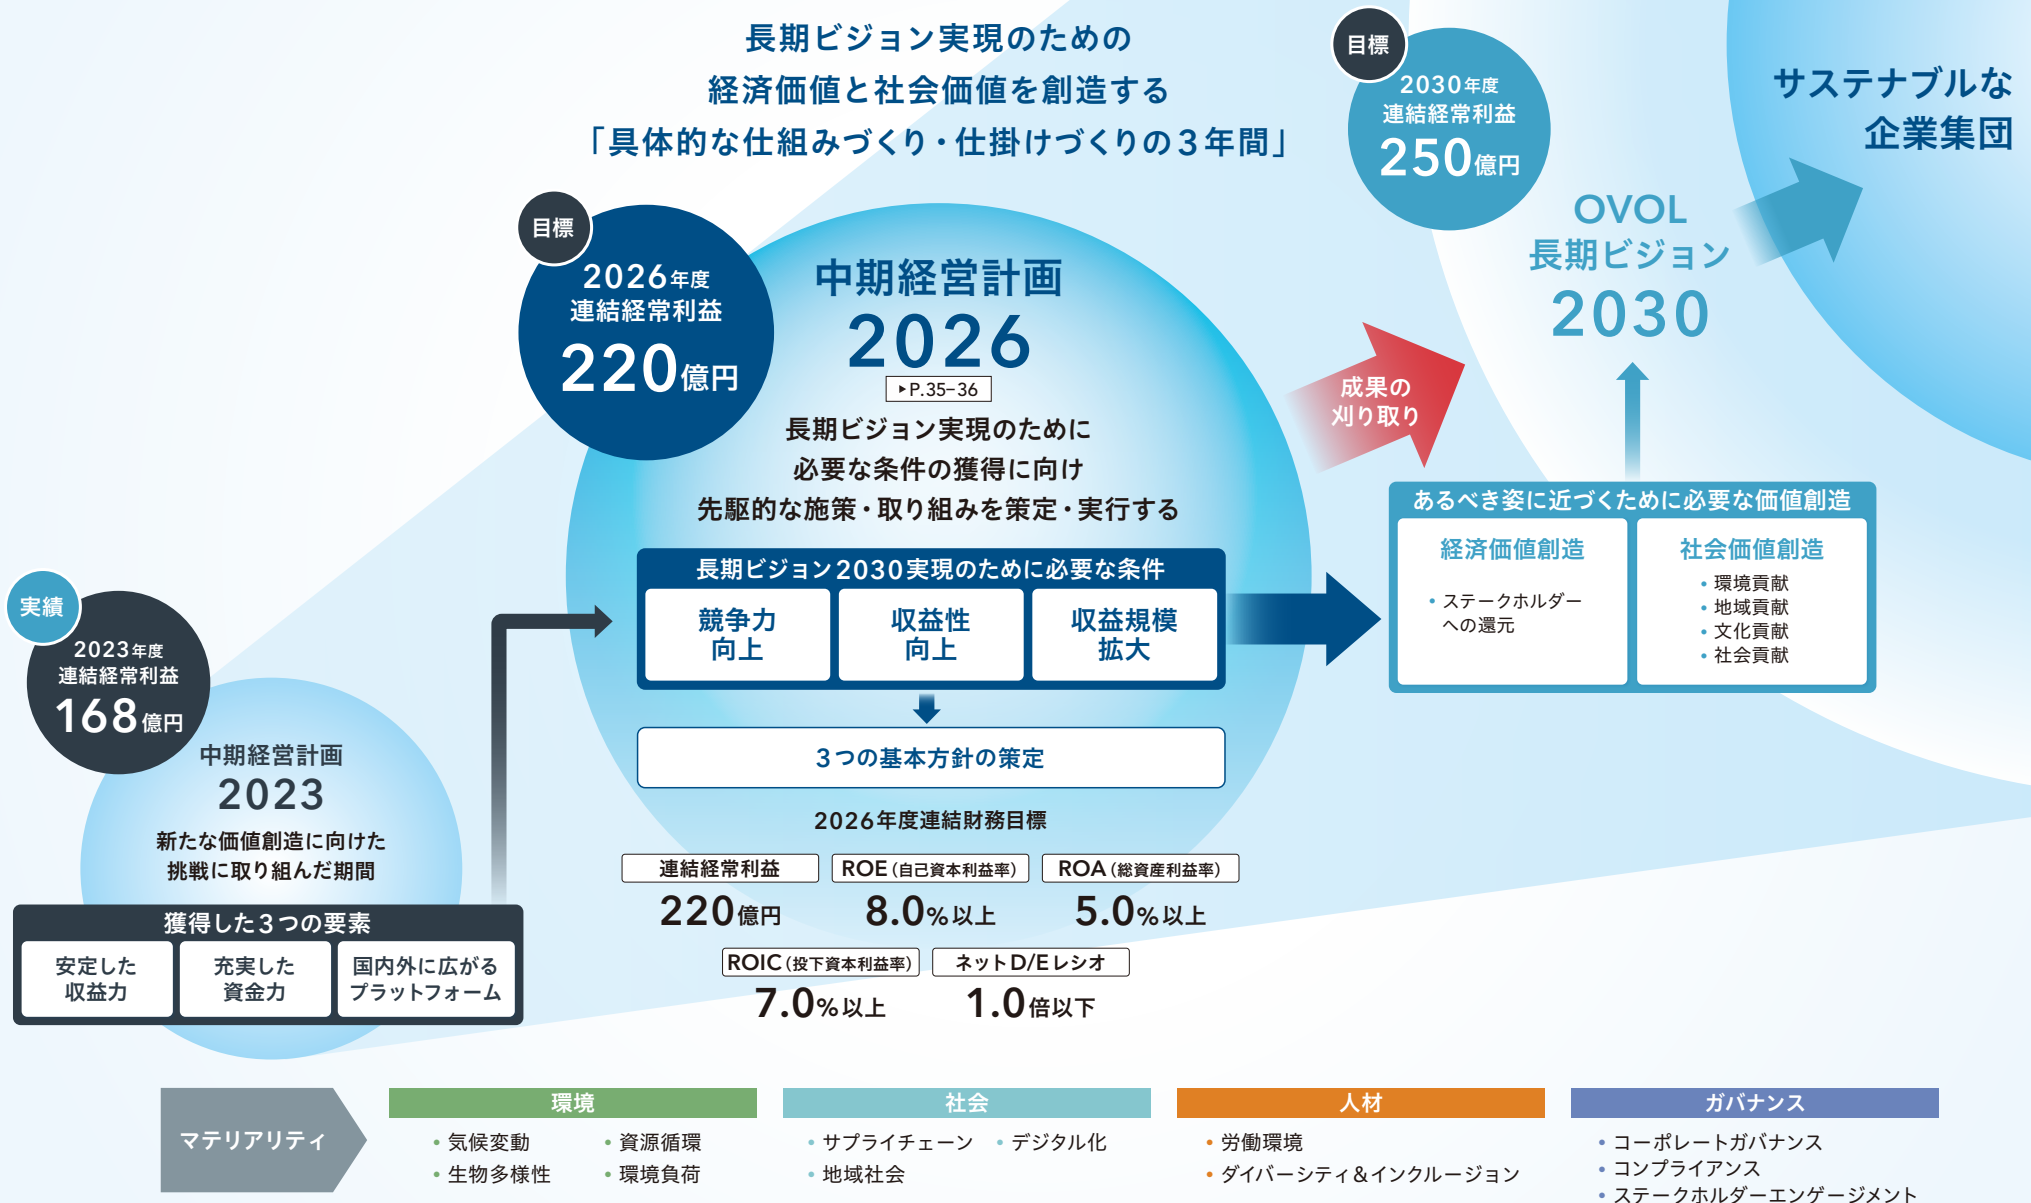 長期ビジョン実現のための
経済価値と社会価値を創造する
「具体的な仕組みづくり・仕掛けづくりの3年間」
目標
2030年度
連結経常利益
250億円
サステナブルな
企業集団
OVOL
長期ビジョン
2030
目標
2026年度
連結経常利益
220億円
中期経営計画
2026
▸P.35-36
長期ビジョン実現のために
必要な条件の獲得に向け
先駆的な施策・取り組みを策定・実行する
成果の
刈り取り
長期ビジョン2030実現のために必要な条件
競争力
向上
収益性
向上
収益規模
拡大
3つの基本方針の策定
あるべき姿に近づくために必要な価値創造
経済価値創造
• ステークホルダー
への還元
社会価値創造
• 環境貢献
• 地域貢献
• 文化貢献
• 社会貢献
実績
2023年度
連結経常利益
168億円
中期経営計画
2023
新たな価値創造に向けた
挑戦に取り組んだ期間
獲得した3つの要素
安定した
収益力
充実した
資金力
国内外に広がる
プラットフォーム
2026年度連結財務目標
連結経常利益
220億円
ROE(自己資本利益率)
8.0%以上
ROA(総資産利益率)
5.0%以上
ROIC(投下資本利益率)
7.0%以上
ネットD/Eレシオ
1.0倍以下
マテリアリティ
環境
• 気候変動
• 資源循環
• 生物多様性
• 環境負荷
社会
• サプライチェーン
• デジタル化
• 地域社会
人材
• 労働環境
• ダイバーシティ&インクルージョン
ガバナンス
• コーポレートガバナンス
• コンプライアンス
• ステークホルダーエンゲージメント